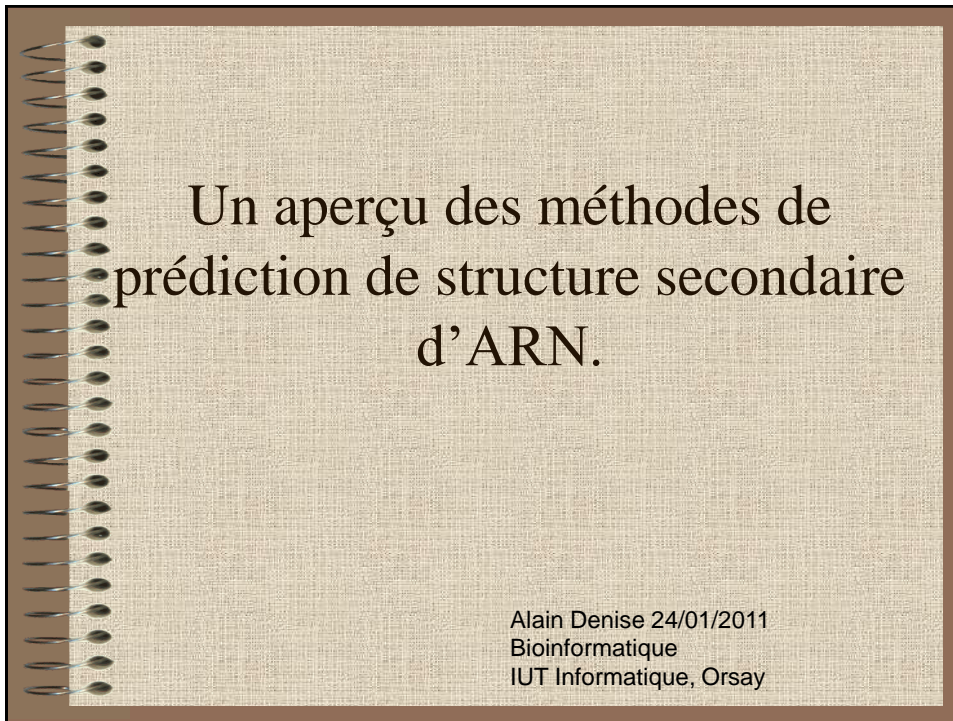 Un aperçu des méthodes de
prédiction de structure secondaire
d’ARN.
Alain Denise 24/01/2011
Bioinformatique
IUT Informatique, Orsay